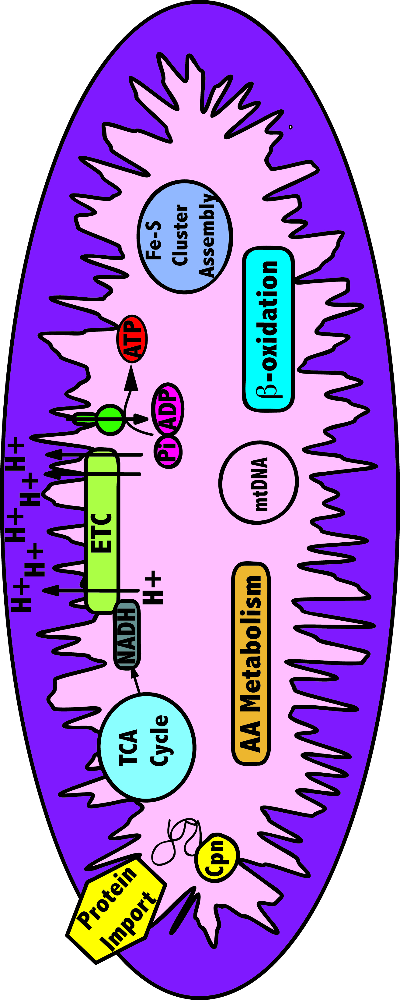 H+
H+
H+
H+
H+
Protein
Import
TCA
Cycle
NADH
ETC
H+
Pi
ADP
ATP
Fe-S
Cluster
Assembly
Cpn
AA Metabolism
mtDNA
β-oxidation